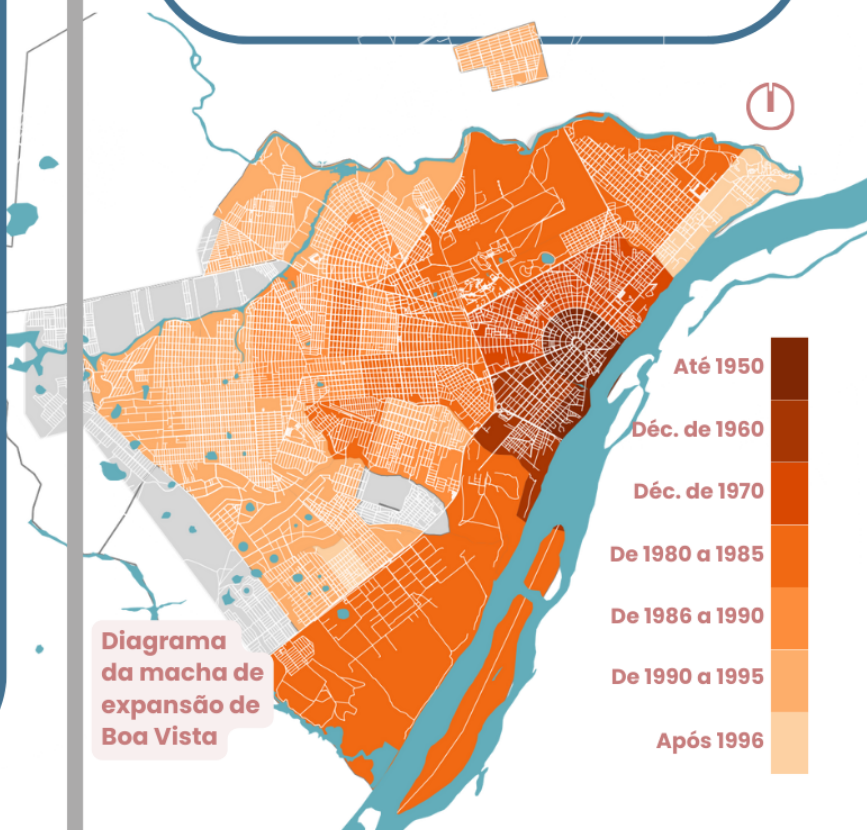 Até 1950
Déc. de 1960
Déc. de 1970
De 1980 a 1985
De 1986 a 1990
De 1990 a 1995
Após 1996
Diagrama
da macha de
expansão de
Boa Vista